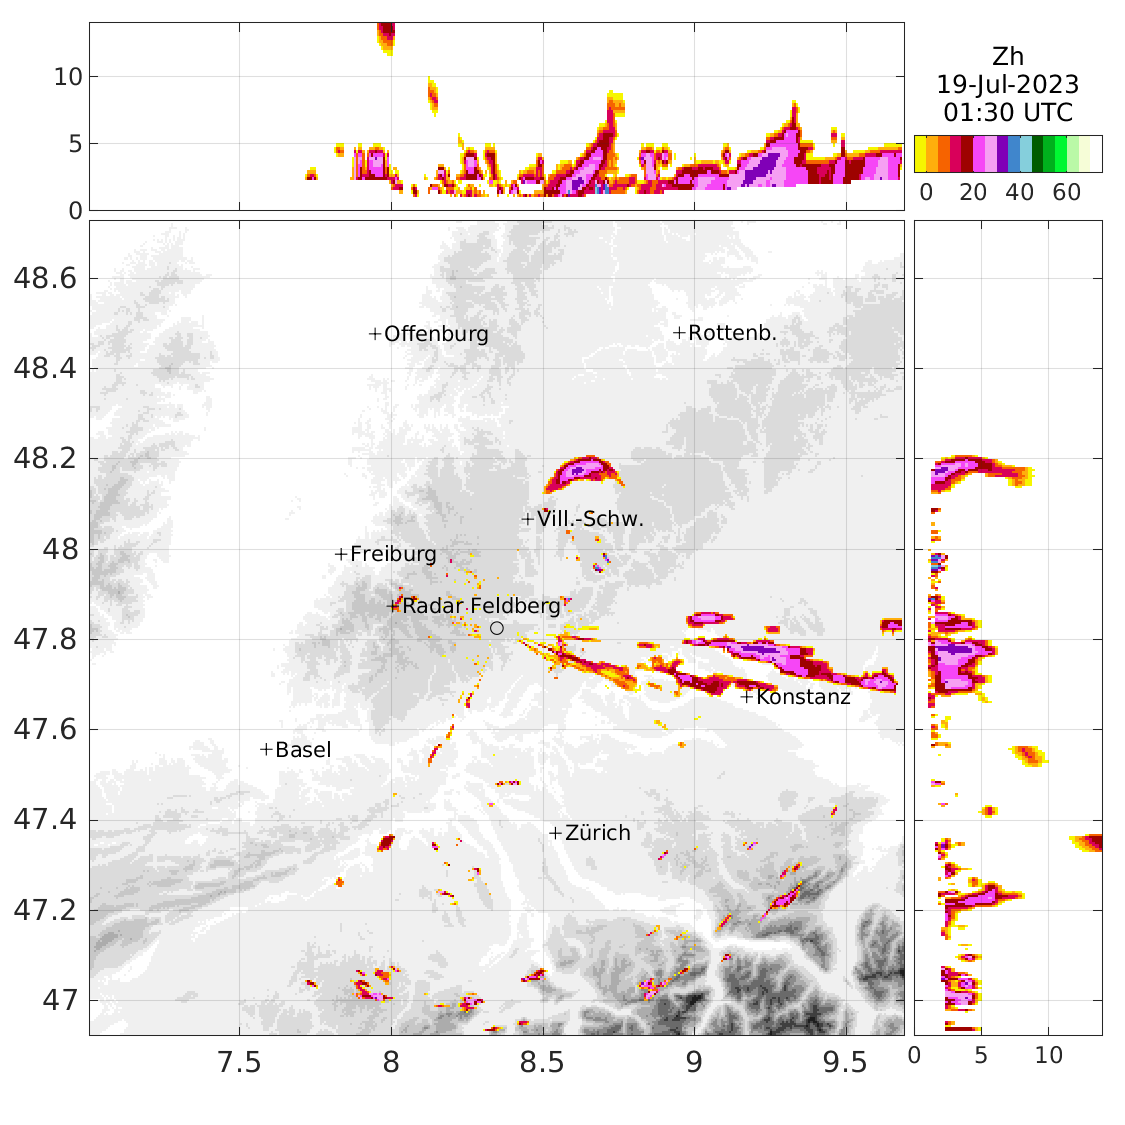 10
5
0
Zh
19-Jul-2023
01:30 UTC
0 20 40 60
48.6
48.4
48.2
48
47.8
47.6
47.4
47.2
47
+Offenburg
+Rottenb.
+Vill.-Schw.
+Freiburg
+Radar Feldberg
+Konstanz
+Basel
+Zürich
7.5 8 8.5 9 9.5
0 5 10